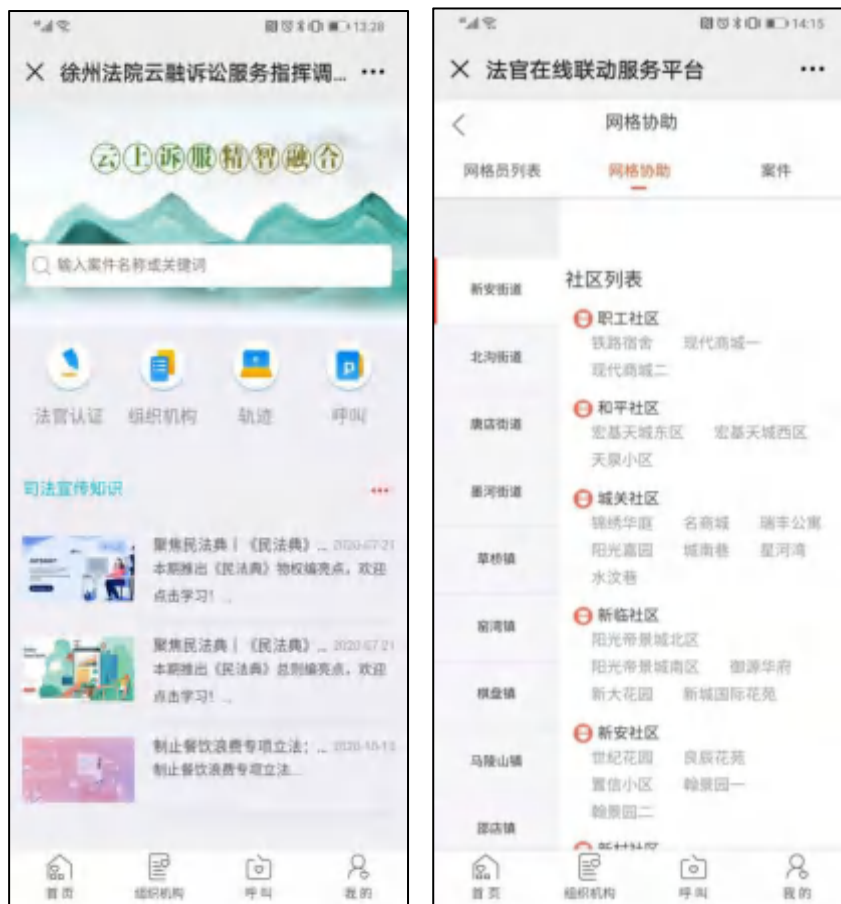 13:28
徐州法院云融诉讼服务指挥调...
云上诉服精智融合
输入案件名称或关键词
法官认证 组织机构 轨迹 呼叫
司法宣传知识
聚焦民法典丨《民法典》... 2020-07-21
本期推出《民法典》物权编亮点，欢迎
点击学习！...
聚焦民法典丨《民法典》... 2020-07-21
本期推出《民法典》总则编亮点，欢迎
点击学习！...
制止餐饮浪费专项立法：... 2020-10-13
制止餐饮浪费专项立法...
首页 组织机构 呼叫 我的
14:15
法官在线联动服务平台
网格协助
网格员列表 网格协助 案件
新安街道
北沟街道
唐店街道
墨河街道
草桥镇
窑湾镇
棋盘镇
马陵山镇
邵店镇
社区列表
职工社区
铁路宿舍 现代商城一
现代商城二
和平社区
宏基天城东区 宏基天城西区
天泉小区
城关社区
锦绣华庭 名商城 瑞丰公寓
阳光嘉园 城南巷 星河湾
水汶巷
新临社区
阳光帝景城北区
阳光帝景城南区 御源华府
新大花园 新城国际花苑
新安社区
世纪花园 良辰花苑
置信小区 翰景园一
翰景园二
首页 组织机构 呼叫 我的